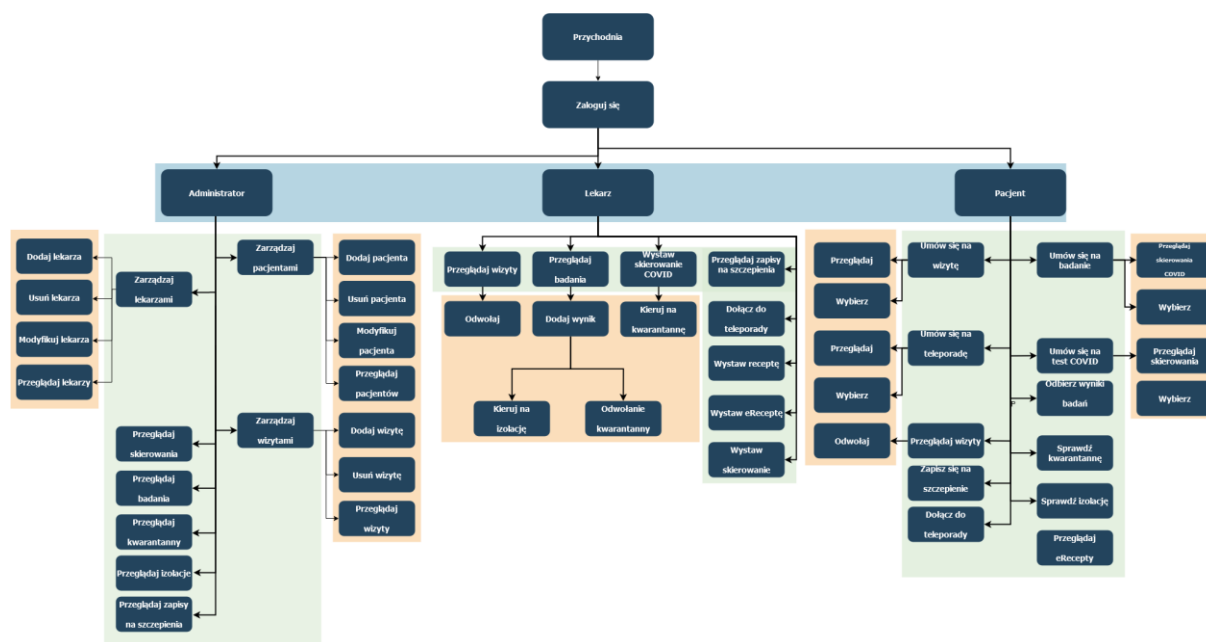 Przychodnia
Zaloguj się
Administrator
Lekarz
Pacjent
Dodaj lekarza
Usuń lekarza
Modyfikuj lekarza
Przeglądaj lekarzy
Zarządzaj
lekarzami
Zarządzaj
pacjentami
Dodaj pacjenta
Usuń pacjenta
Modyfikuj
pacjenta
Przeglądaj
pacjentów
Zarządzaj
wizytami
Dodaj wizytę
Usuń wizytę
Przeglądaj
wizyty
Przeglądaj
skierowania
Przeglądaj
badania
Przeglądaj
kwarantanny
Przeglądaj izolacje
Przeglądaj zapisy
na szczepienia
Przeglądaj wizyty
Przeglądaj
badania
Wystaw
skierowanie
COVID
Przeglądaj zapisy
na szczepienia
Odwołaj
Dodaj wynik
Kieruj na
kwarantannę
Kieruj na
izolację
Odwołanie
kwarantanny
Dołącz do
teleporady
Wystaw receptę
Wystaw eReceptę
Wystaw
skierowanie
Przeglądaj
Wybierz
Umów się na
wizytę
Umów się na badanie
Przeglądaj
skierowania
COVID
Wybierz
Przeglądaj
Wybierz
Umów się na
teleporadę
Umów się na
test COVID
Przeglądaj
skierowania
Wybierz
Odbierz wyniki
badań
P
Odwołaj
Przeglądaj wizyty
Sprawdź
kwarantannę
Zapisz się na
szczepienie
Sprawdź izolację
Dołącz do
teleporady
Przeglądaj
eRecepty